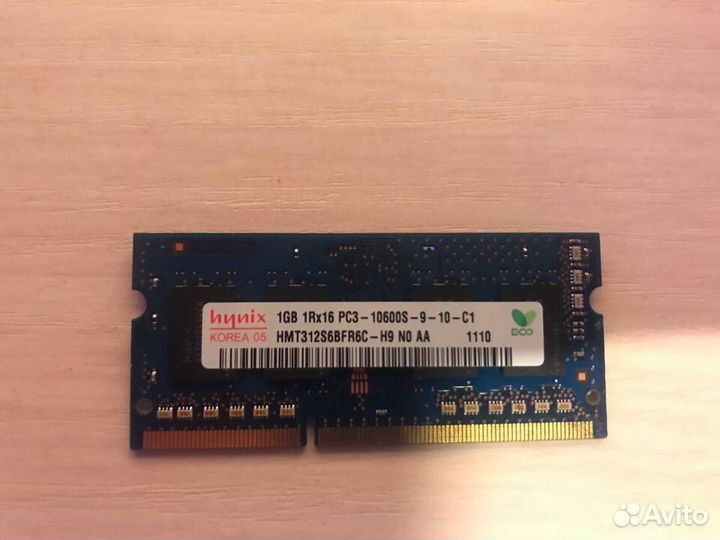 hynix
KOREA 05
1GB 1Rx16 PC3-10600S-9-10-C1
HMT312S6BFR6C-H9 N0 AA 1110
ECO
Avito